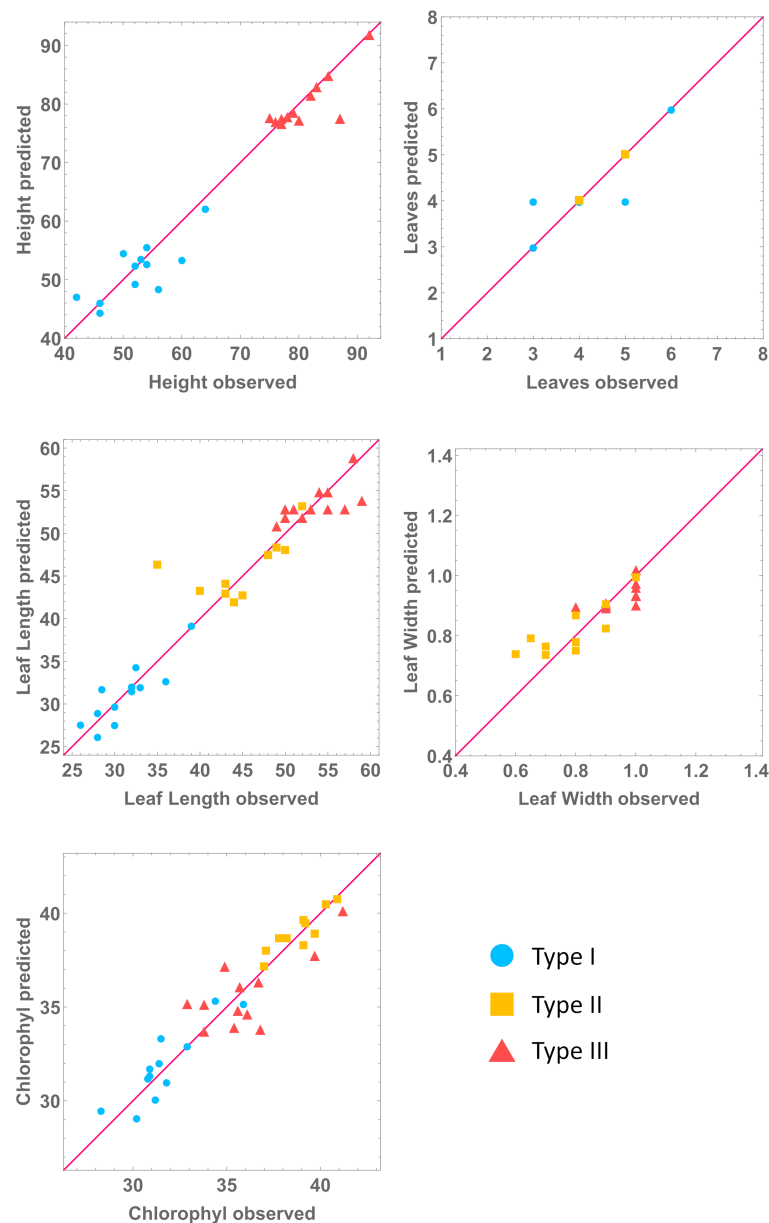 Height predicted
90
80
70
60
50
40
40 50 60 70 80 90
Height observed
Leaves predicted
8
7
6
5
4
3
2
1
1 2 3 4 5 6 7 8
Leaves observed
Leaf Length predicted
60
55
50
45
40
35
30
25
25 30 35 40 45 50 55 60
Leaf Length observed
Leaf Width predicted
1.4
1.2
1.0
0.8
0.6
0.4
0.4 0.6 0.8 1.0 1.2 1.4
Leaf Width observed
Chlorophyl predicted
40
35
30
30 35 40
Chlorophyl observed
Type I
Type II
Type III